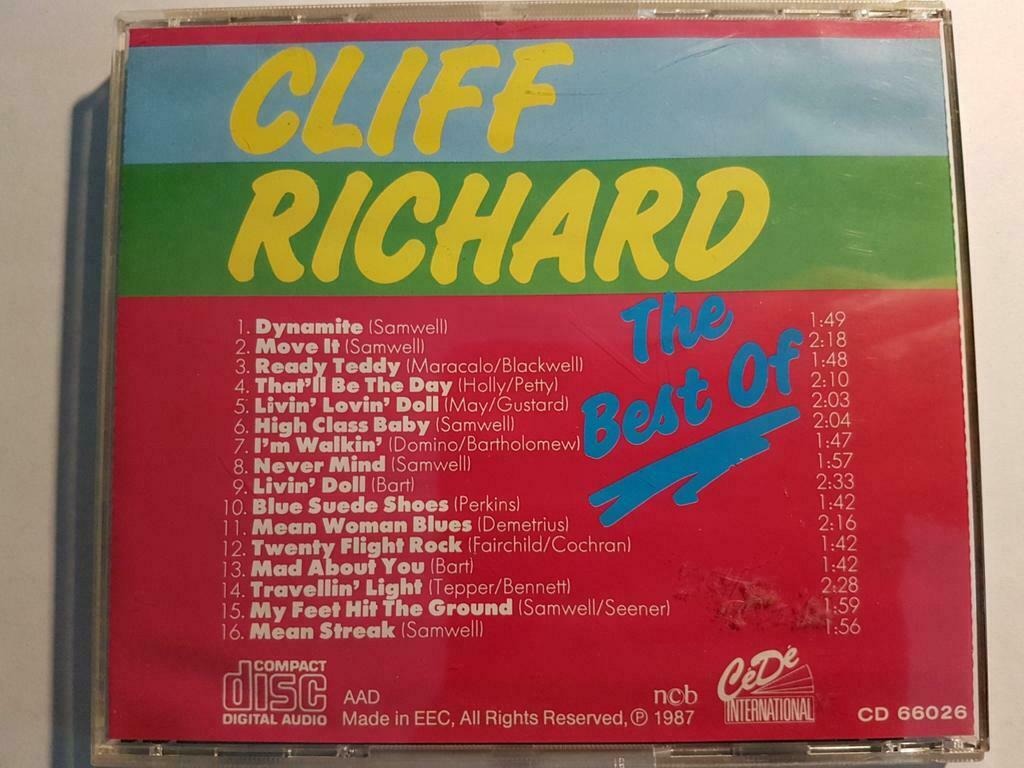 CLIFF
RICHARD
The
Best Of
1. Dynamite (Samwell) 1:49
2. Move It (Samwell) 2:18
3. Ready Teddy (Maracalo/Blackwell) 1:48
4. That'll Be The Day (Holly/Petty) 2:10
5. Livin' Lovin' Doll (May/Gustard) 2:03
6. High Class Baby (Samwell) 2:04
7. I'm Walkin' (Domino/Bartholomew) 1:47
8. Never Mind (Samwell) 1:57
9. Livin' Doll (Bart) 2:33
10. Blue Suede Shoes (Perkins) 1:42
11. Mean Woman Blues (Demetrius) 2:16
12. Twenty Flight Rock (Fairchild/Cochran) 1:42
13. Mad About You (Bart) 1:42
14. Travellin' Light (Tepper/Bennett) 2:28
15. My Feet Hit The Ground (Samwell/Seener) 1:59
16. Mean Streak (Samwell) 1:56
COMPACT
disc
DIGITAL AUDIO
AAD
Made in EEC, All Rights Reserved, ℗ 1987
ncb
CéDé
INTERNATIONAL
CD 66026